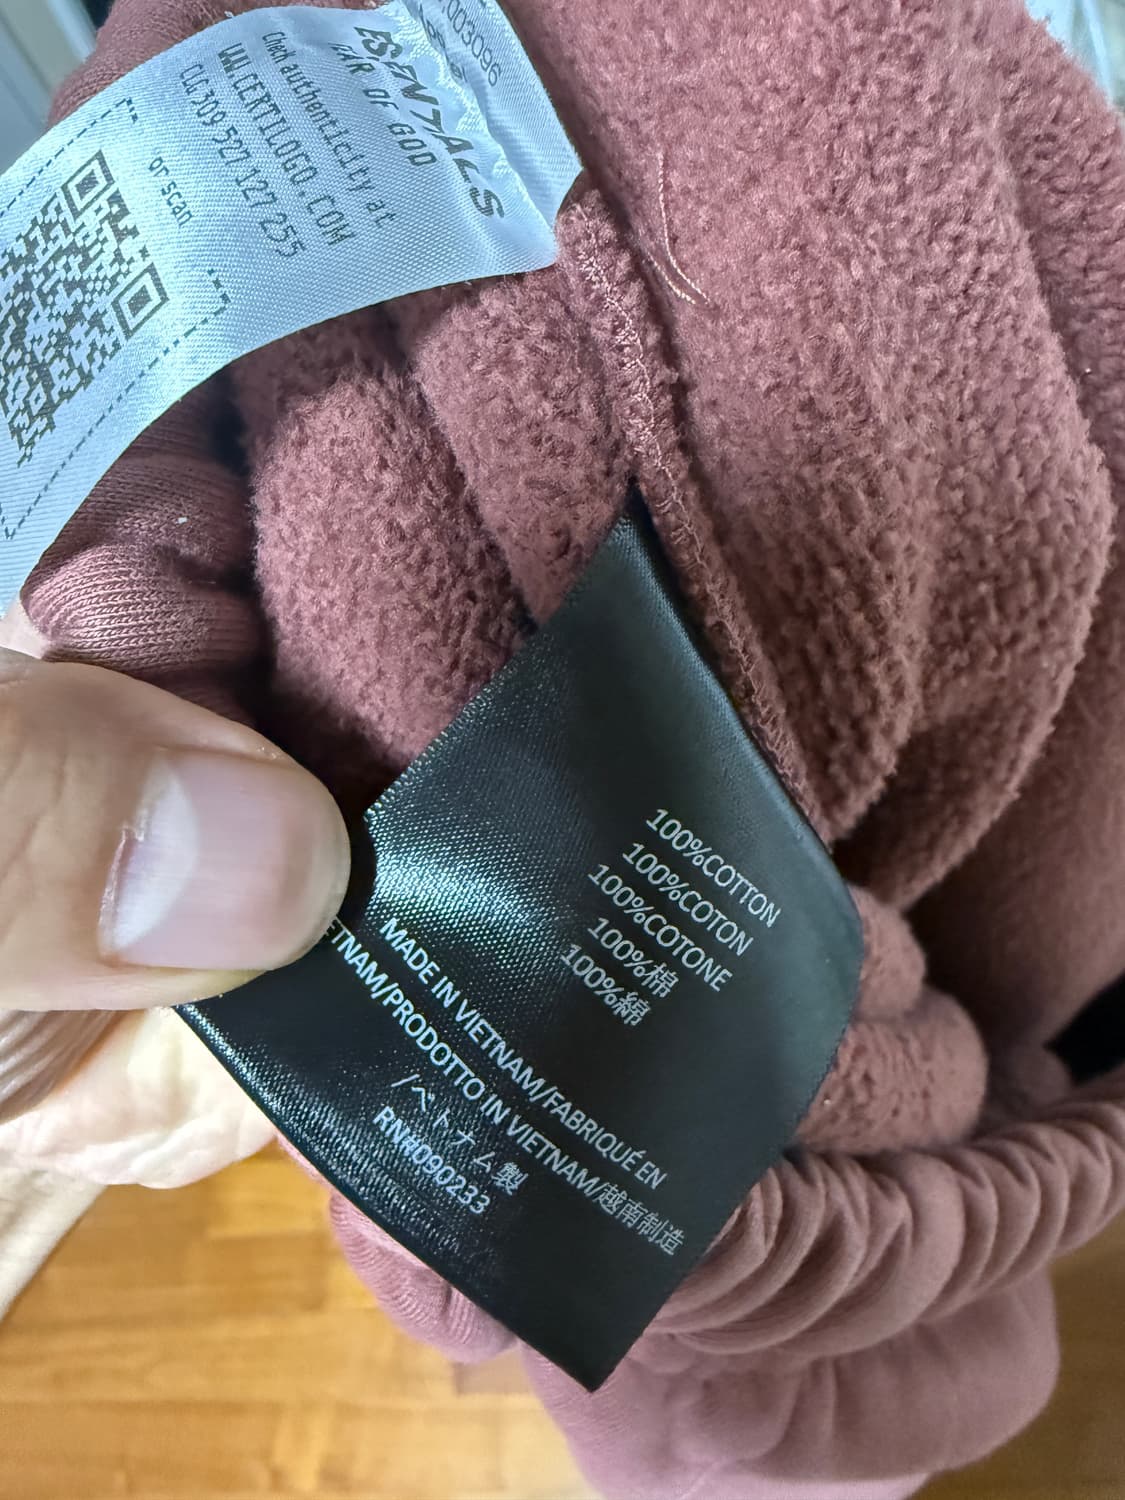 003096
ESSENTIALS
FEAR OF GOD
Check authenticity at
WWW.CERTILOGO.COM
CLG 309 527 127 255
or scan
100%COTTON
100%COTON
100%COTONE
100%棉
100%綿
MADE IN VIETNAM/FABRIQUÉ EN
VIETNAM/PRODOTTO IN VIETNAM/越南制造
/ベトナム製
RN#090233